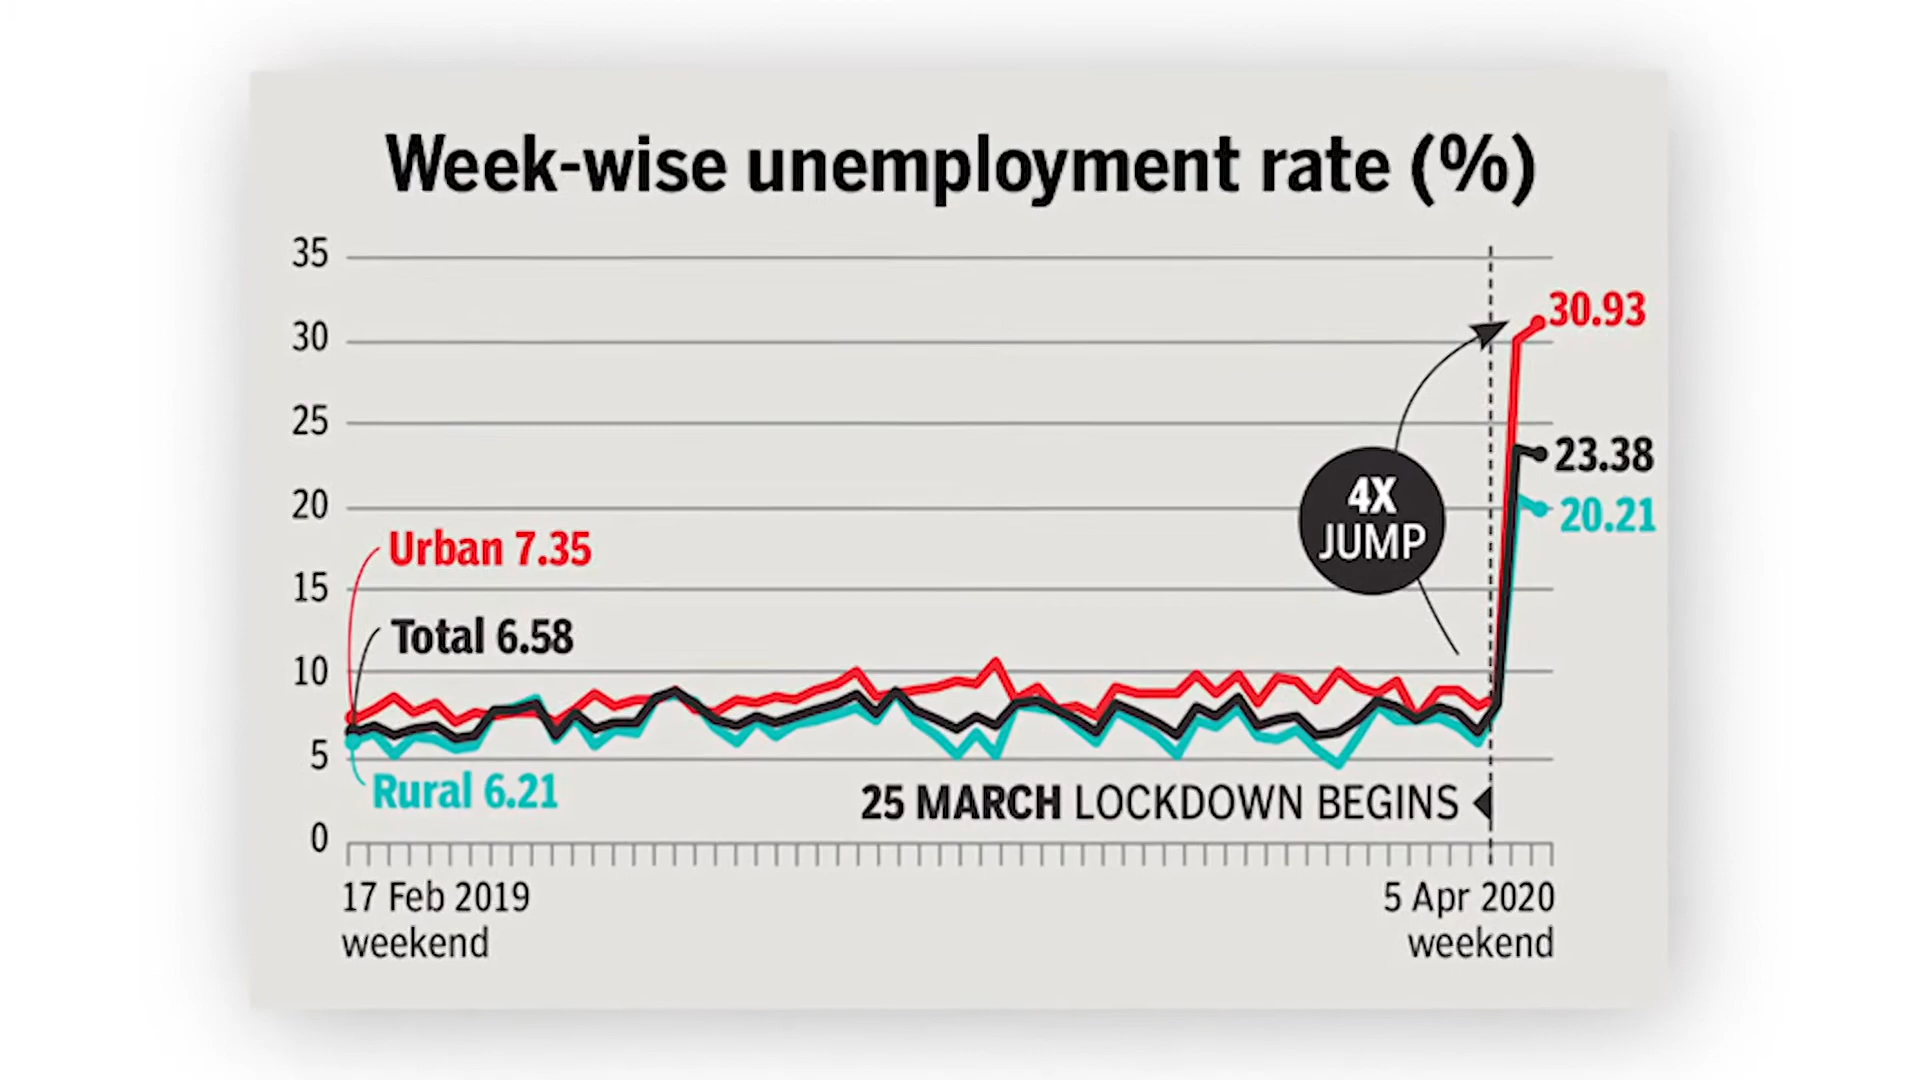 Week-wise unemployment rate (%)
35
30
25
20
15
10
5
0
30.93
23.38
20.21
4X
JUMP
Urban 7.35
Total 6.58
Rural 6.21
25 MARCH LOCKDOWN BEGINS
17 Feb 2019
weekend
5 Apr 2020
weekend